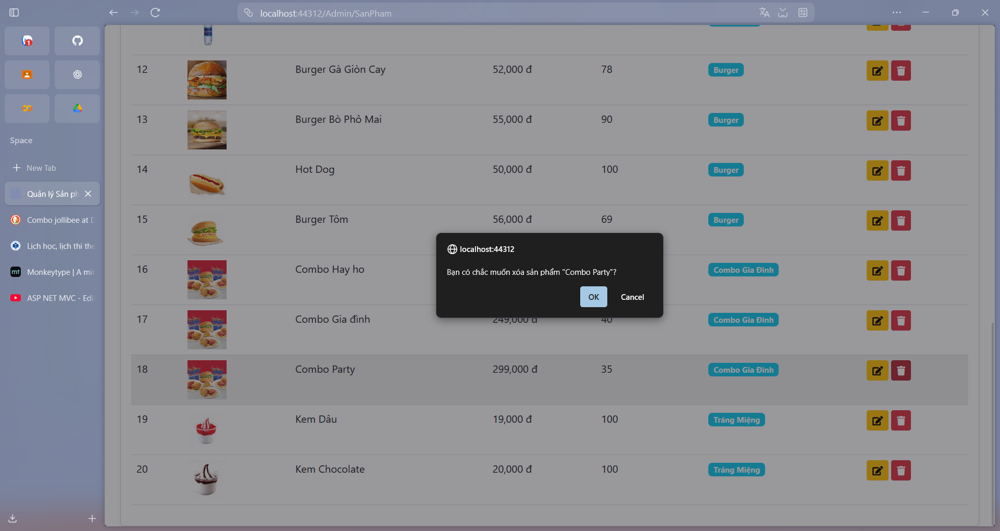 localhost:44312/Admin/SanPham
1
Space
New Tab
Quản lý Sản ph
Combo jollibee at D
Lịch học, lịch thi the
mt
Monkeytype | A mi
ASP NET MVC - Edi
12 Burger Gà Giòn Cay 52,000 đ 78 Burger
13 Burger Bò Phô Mai 55,000 đ 90 Burger
14 Hot Dog 50,000 đ 100 Burger
15 Burger Tôm 56,000 đ 69 Burger
16 Combo Hay ho Combo Gia Đình
17 Combo Gia đình 249,000 đ 40 Combo Gia Đình
18 Combo Party 299,000 đ 35 Combo Gia Đình
19 Kem Dâu 19,000 đ 100 Tráng Miệng
20 Kem Chocolate 20,000 đ 100 Tráng Miệng
localhost:44312
Bạn có chắc muốn xóa sản phẩm "Combo Party"?
OK Cancel